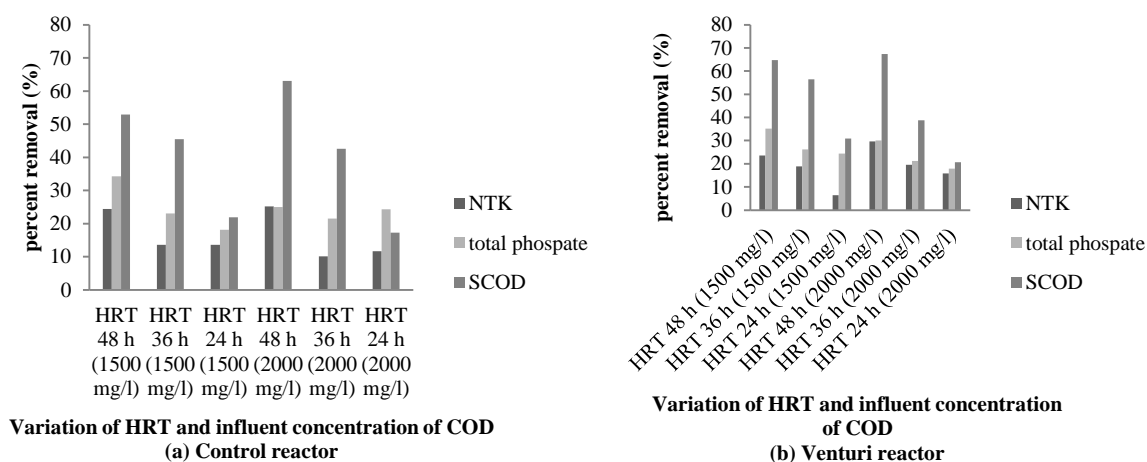 percent removal (%)
80
70
60
50
40
30
20
10
0
HRT 48 h (1500 mg/l)
HRT 36 h (1500 mg/l)
HRT 24 h (1500 mg/l)
HRT 48 h (2000 mg/l)
HRT 36 h (2000 mg/l)
HRT 24 h (2000 mg/l)
NTK
total phospate
SCOD
Variation of HRT and influent concentration of COD
(a) Control reactor
percent removal (%)
80
70
60
50
40
30
20
10
0
HRT 48 h (1500 mg/l)
HRT 36 h (1500 mg/l)
HRT 24 h (1500 mg/l)
HRT 48 h (2000 mg/l)
HRT 36 h (2000 mg/l)
HRT 24 h (2000 mg/l)
NTK
total phospate
SCOD
Variation of HRT and influent concentration
of COD
(b) Venturi reactor